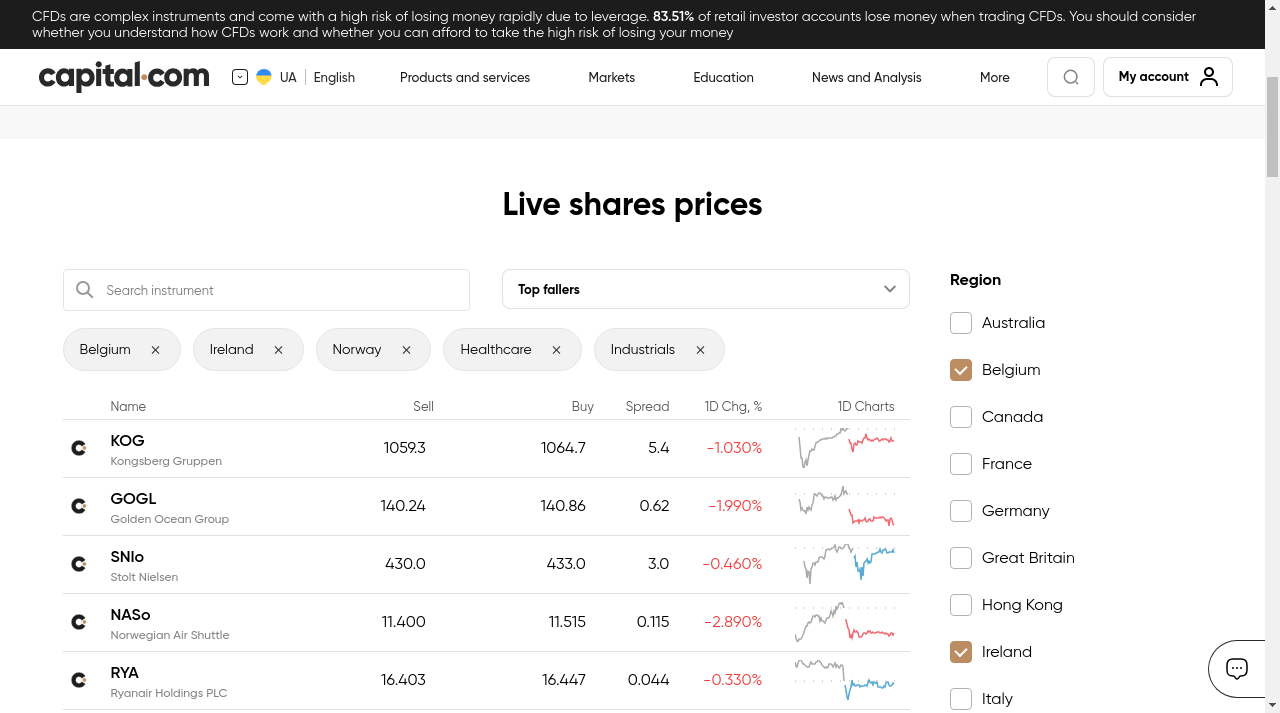 CFDs are complex instruments and come with a high risk of losing money rapidly due to leverage. 83.51% of retail investor accounts lose money when trading CFDs. You should consider
whether you understand how CFDs work and whether you can afford to take the high risk of losing your money
capital.com
UA English
Products and services
Markets
Education
News and Analysis
More
My account
Live shares prices
Search instrument
Top fallers
Belgium
Ireland
Norway
Healthcare
Industrials
Name Sell Buy Spread 1D Chg, % 1D Charts
KOG
Kongsberg Gruppen
1059.3 1064.7 5.4 -1.030%
GOGL
Golden Ocean Group
140.24 140.86 0.62 -1.990%
SNIo
Stolt Nielsen
430.0 433.0 3.0 -0.460%
NASo
Norwegian Air Shuttle
11.400 11.515 0.115 -2.890%
RYA
Ryanair Holdings PLC
16.403 16.447 0.044 -0.330%
Region
Australia
Belgium
Canada
France
Germany
Great Britain
Hong Kong
Ireland
Italy